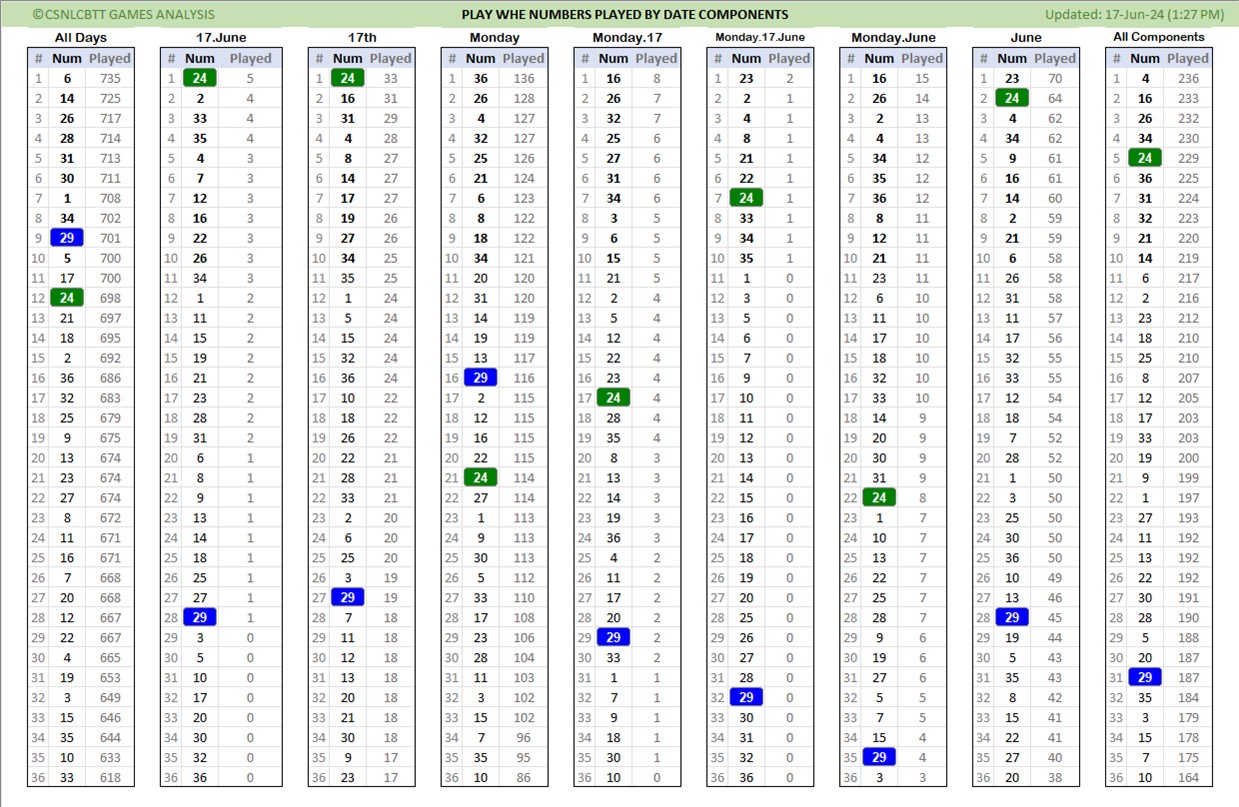 ©CSNLCBTT GAMES ANALYSIS PLAY WHE NUMBERS PLAYED BY DATE COMPONENTS Updated: 17-Jun-24 (1:27 PM)
All Days 17.June 17th Monday Monday.17 Monday.17.June Monday.June June All Components
# Num Played # Num Played # Num Played # Num Played # Num Played # Num Played # Num Played # Num Played # Num Played
1 6 735 1 24 5 1 24 33 1 36 136 1 16 8 1 23 2 1 16 15 1 23 70 1 4 236
2 14 725 2 2 4 2 16 31 2 26 128 2 26 7 2 2 1 2 26 14 2 24 64 2 16 233
3 26 717 3 33 4 3 31 29 3 4 127 3 32 7 3 4 1 3 2 13 3 4 62 3 26 232
4 28 714 4 35 4 4 4 28 4 32 127 4 25 6 4 8 1 4 4 13 4 34 62 4 34 230
5 31 713 5 4 3 5 8 27 5 25 126 5 27 6 5 21 1 5 34 12 5 9 61 5 24 229
6 30 711 6 7 3 6 14 27 6 21 124 6 31 6 6 22 1 6 35 12 6 16 61 6 36 225
7 1 708 7 12 3 7 17 27 7 6 123 7 34 6 7 24 1 7 36 12 7 14 60 7 31 224
8 34 702 8 16 3 8 19 26 8 8 122 8 3 5 8 33 1 8 8 11 8 2 59 8 32 223
9 29 701 9 22 3 9 27 26 9 18 122 9 6 5 9 34 1 9 12 11 9 21 59 9 21 220
10 5 700 10 26 3 10 34 25 10 34 121 10 15 5 10 35 1 10 21 11 10 6 58 10 14 219
11 17 700 11 34 3 11 35 25 11 20 120 11 21 5 11 1 0 11 23 11 11 26 58 11 6 217
12 24 698 12 1 2 12 1 24 12 31 120 12 2 4 12 3 0 12 6 10 12 31 58 12 2 216
13 21 697 13 11 2 13 5 24 13 14 119 13 5 4 13 5 0 13 11 10 13 11 57 13 23 212
14 18 695 14 15 2 14 15 24 14 19 119 14 12 4 14 6 0 14 17 10 14 17 56 14 18 210
15 2 692 15 19 2 15 32 24 15 13 117 15 22 4 15 7 0 15 18 10 15 32 55 15 25 210
16 36 686 16 21 2 16 36 24 16 29 116 16 23 4 16 9 0 16 32 10 16 33 55 16 8 207
17 32 683 17 23 2 17 10 22 17 2 115 17 24 4 17 10 0 17 33 10 17 12 54 17 12 205
18 25 679 18 28 2 18 18 22 18 12 115 18 28 4 18 11 0 18 14 9 18 18 54 18 17 203
19 9 675 19 31 2 19 26 22 19 16 115 19 35 4 19 12 0 19 20 9 19 7 52 19 33 203
20 13 674 20 6 1 20 22 21 20 22 115 20 8 3 20 13 0 20 30 9 20 28 52 20 19 200
21 23 674 21 8 1 21 28 21 21 24 114 21 13 3 21 14 0 21 31 9 21 1 50 21 9 199
22 27 674 22 9 1 22 33 21 22 27 114 22 14 3 22 15 0 22 24 8 22 3 50 22 1 197
23 8 672 23 13 1 23 2 20 23 1 113 23 19 3 23 16 0 23 1 7 23 25 50 23 27 193
24 11 671 24 14 1 24 6 20 24 9 113 24 36 3 24 17 0 24 10 7 24 30 50 24 11 192
25 16 671 25 18 1 25 25 20 25 30 113 25 4 2 25 18 0 25 13 7 25 36 50 25 13 192
26 7 668 26 25 1 26 3 19 26 5 112 26 11 2 26 19 0 26 22 7 26 10 49 26 22 192
27 20 668 27 27 1 27 29 19 27 33 110 27 17 2 27 20 0 27 25 7 27 13 46 27 30 191
28 12 667 28 29 1 28 7 18 28 17 108 28 20 2 28 25 0 28 28 7 28 29 45 28 28 190
29 22 667 29 3 0 29 11 18 29 23 106 29 29 2 29 26 0 29 9 6 29 19 44 29 5 188
30 4 665 30 5 0 30 12 18 30 28 104 30 33 2 30 27 0 30 19 6 30 5 43 30 20 187
31 19 653 31 10 0 31 13 18 31 11 103 31 1 1 31 28 0 31 27 6 31 35 43 31 29 187
32 3 649 32 17 0 32 20 18 32 3 102 32 7 1 32 29 0 32 5 5 32 8 42 32 35 184
33 15 646 33 20 0 33 21 18 33 15 102 33 9 1 33 30 0 33 7 5 33 15 41 33 3 179
34 35 644 34 30 0 34 30 18 34 7 96 34 18 1 34 31 0 34 15 4 34 22 41 34 15 178
35 10 633 35 32 0 35 9 17 35 35 95 35 30 1 35 32 0 35 29 4 35 27 40 35 7 175
36 33 618 36 36 0 36 23 17 36 10 86 36 10 0 36 36 0 36 3 3 36 20 38 36 10 164